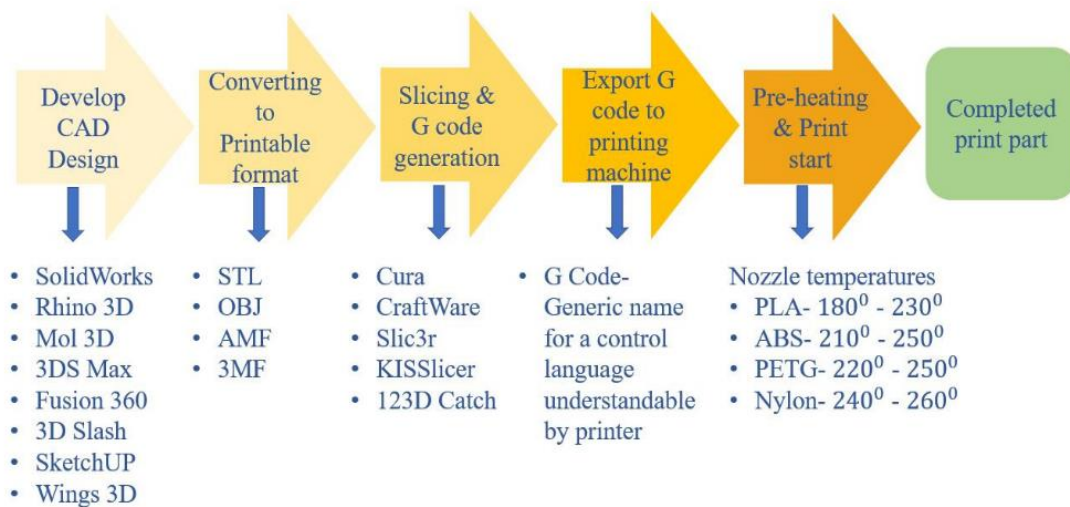 Develop
CAD
Design
Converting
to
Printable
format
Slicing &
G code
generation
Export G
code to
printing
machine
Pre-heating
& Print
start
Completed
print part
• SolidWorks
• Rhino 3D
• Mol 3D
• 3DS Max
• Fusion 360
• 3D Slash
• SketchUP
• Wings 3D
• STL
• OBJ
• AMF
• 3MF
• Cura
• CraftWare
• Slic3r
• KISSlicer
• 123D Catch
• G Code-
Generic name
for a control
language
understandable
by printer
Nozzle temperatures
• PLA- 180⁰ - 230⁰
• ABS- 210⁰ - 250⁰
• PETG- 220⁰ - 250⁰
• Nylon- 240⁰ - 260⁰